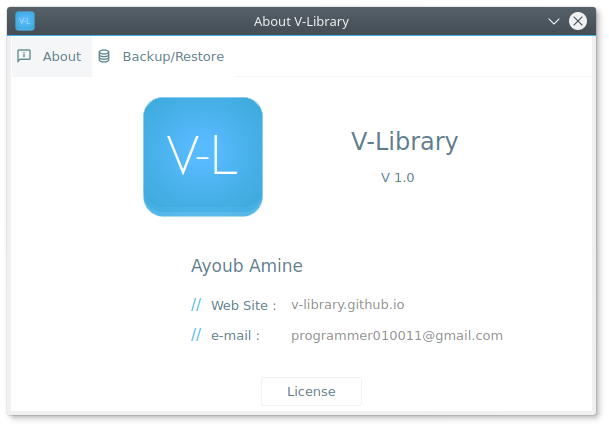 V-L
About V-Library
About
Backup/Restore
V-L
V-Library
V 1.0
Ayoub Amine
// Web Site : v-library.github.io
// e-mail : programmer010011@gmail.com
License